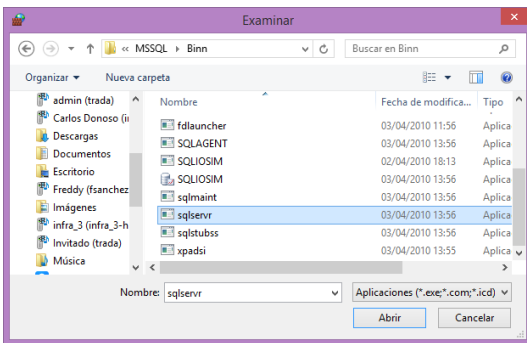 Examinar
« MSSQL ▸ Binn
Buscar en Binn
Organizar ▾ Nueva carpeta
admin (trada)
Carlos Donoso (ii
Descargas
Documentos
Escritorio
Freddy (fsanchez
Imágenes
infra_3 (infra_3-h
Invitado (trada)
Música
Nombre Fecha de modifica... Tipo
fdlauncher 03/04/2010 11:56 Aplica
SQLAGENT 03/04/2010 13:56 Aplica
SQLIOSIM 02/04/2010 18:13 Aplica
SQLIOSIM 03/04/2010 13:56 Aplica
sqlmaint 03/04/2010 13:56 Aplica
sqlservr 03/04/2010 13:56 Aplica
sqlstubss 03/04/2010 13:56 Aplica
xpadsi 03/04/2010 13:55 Aplica
Nombre: sqlservr Aplicaciones (*.exe;*.com;*.icd)
Abrir Cancelar